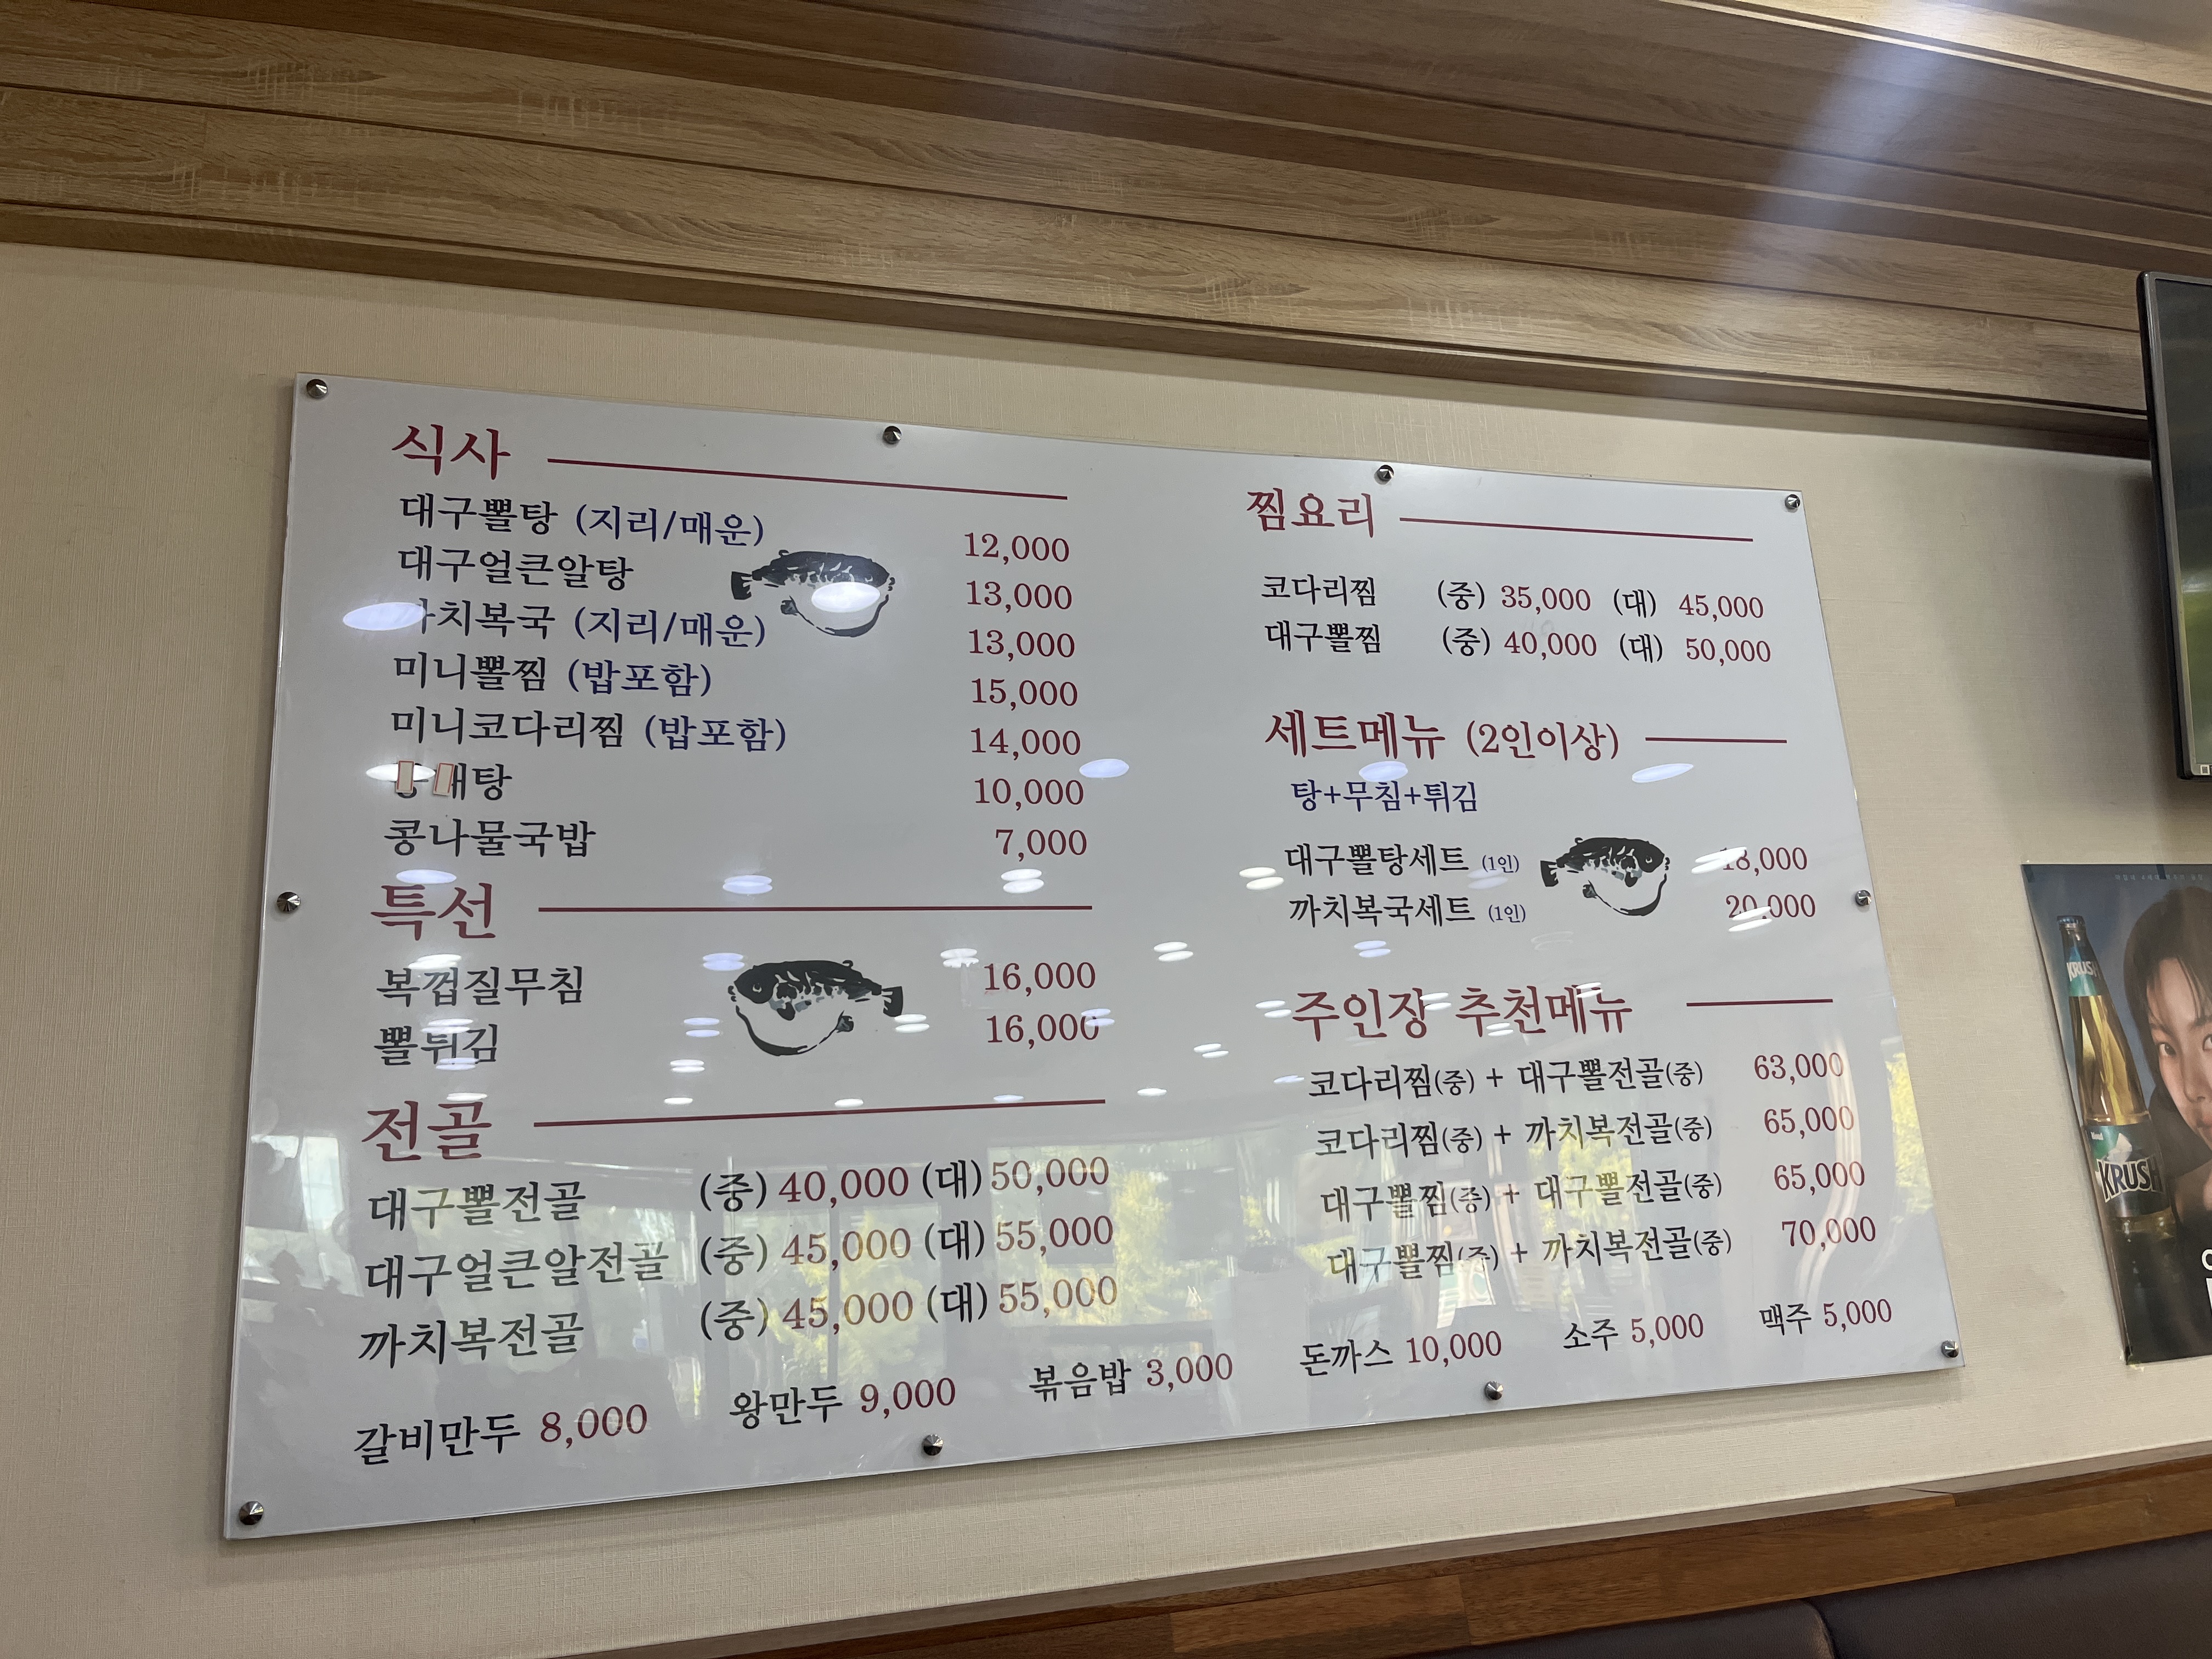 식사
대구뽈탕 (지리/매운) 12,000
대구얼큰알탕 13,000
까치복국 (지리/매운) 13,000
미니뽈찜 (밥포함) 15,000
미니코다리찜 (밥포함) 14,000
10,000
콩나물국밥 7,000
특선
복껍질무침 16,000
뽈튀김 16,000
전골
대구뽈전골 (중) 40,000 (대) 50,000
대구얼큰알전골 (중) 45,000 (대) 55,000
까치복전골 (중) 45,000 (대) 55,000
찜요리
코다리찜 (중) 35,000 (대) 45,000
대구뽈찜 (중) 40,000 (대) 50,000
세트메뉴 (2인이상)
탕+무침+튀김
대구뽈탕세트 (1인) 18,000
까치복국세트 (1인) 20,000
주인장 추천메뉴
코다리찜(중) + 대구뽈전골(중) 63,000
코다리찜(중) + 까치복전골(중) 65,000
대구뽈찜(중) + 대구뽈전골(중) 65,000
대구뽈찜(중) + 까치복전골(중) 70,000
갈비만두 8,000 왕만두 9,000 볶음밥 3,000 돈까스 10,000 소주 5,000 맥주 5,000
KRUSH
KRUSH